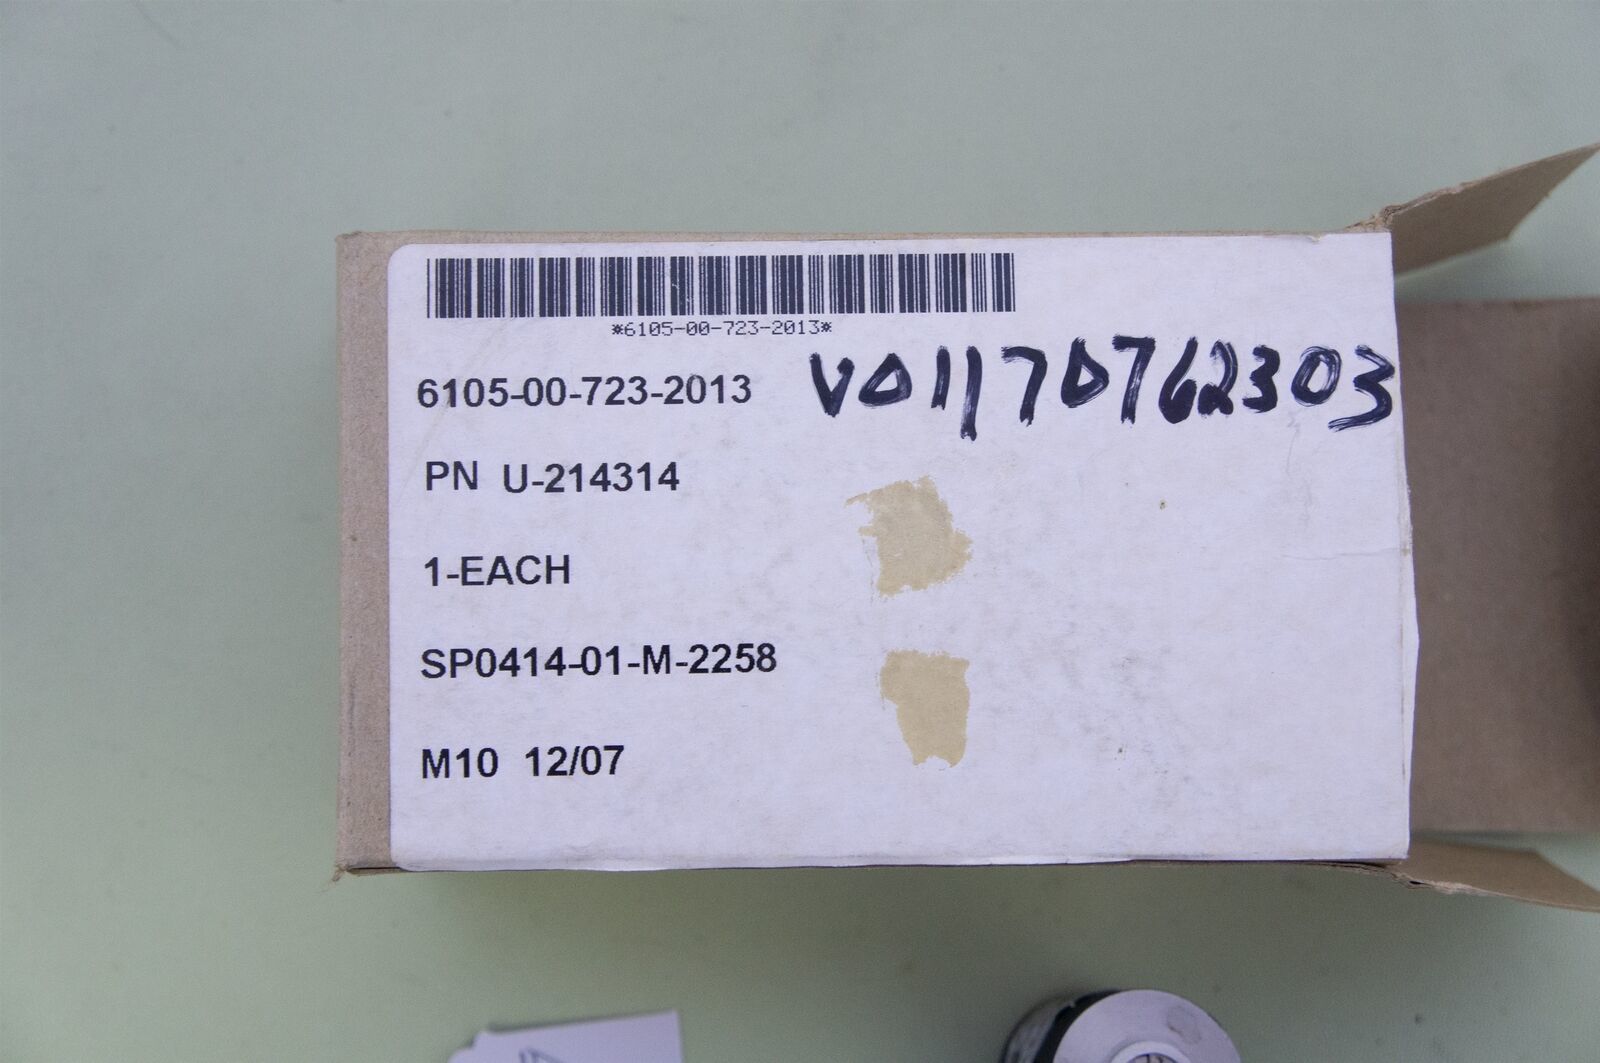 *6105-00-723-2013*
6105-00-723-2013 V01170762303
PN U-214314
1-EACH
SP0414-01-M-2258
M10 12/07